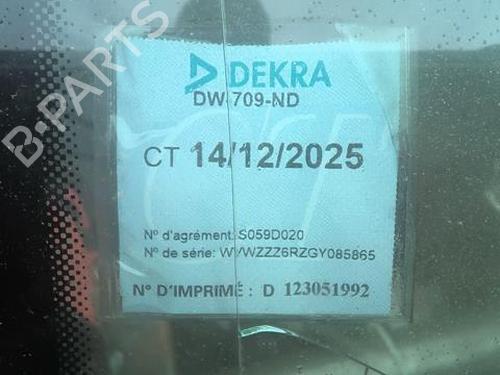 DEKRA
DW-709-ND
CT 14/12/2025
N° d'agrément: S059D020
N° de série: WVWZZZ6RZGY085865
N° D'IMPRIMÉ : D 123051992
B-PARTS